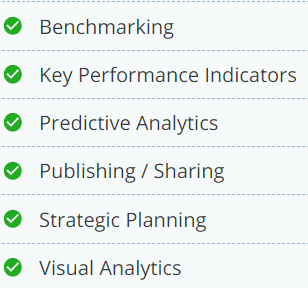 Benchmarking
Key Performance Indicators
Predictive Analytics
Publishing / Sharing
Strategic Planning
Visual Analytics